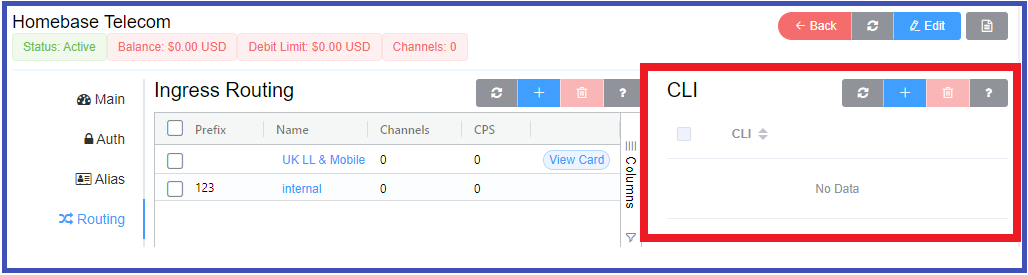 Homebase Telecom
Back
Edit
Status: Active Balance: $0.00 USD Debit Limit: $0.00 USD Channels: 0
Main
Auth
Alias
Routing
Ingress Routing
?
Prefix Name Channels CPS
UK LL & Mobile 0 0 View Card
123 internal 0 0
Columns
CLI
?
CLI
No Data